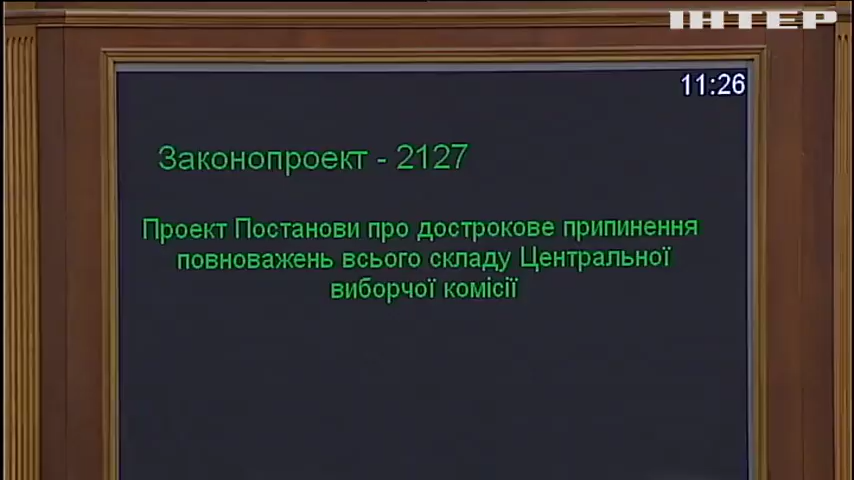 ІНТЕР
11:26
Законопроект - 2127
Проект Постанови про дострокове припинення
повноважень всього складу Центральної
виборчої комісії